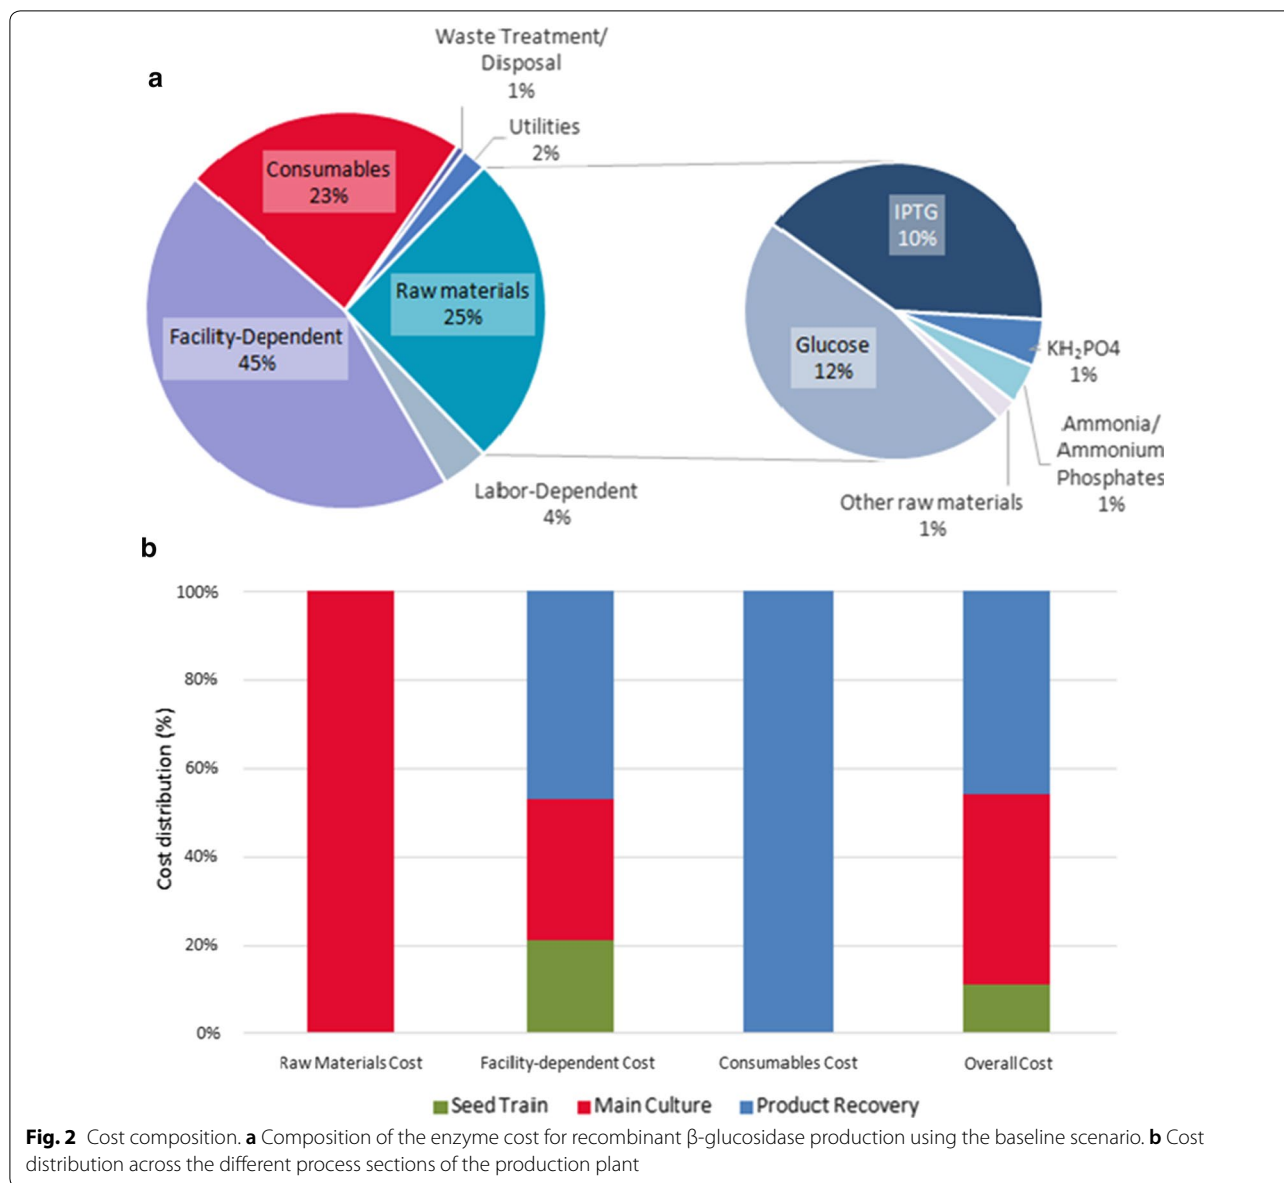 a
Waste Treatment/
Disposal
1%
Utilities
2%
Consumables
23%
Raw materiials
25%
Facility-Dependent
45%
Labor-Dependent
4%
IPTG
10%
Glucose
12%
KH₂PO4
1%
Ammonia/
Ammonium
Phosphates
1%
Other raw materials
1%
b
Cost distribution (%)
100%
80%
60%
40%
20%
0%
Raw Materials Cost
Facility-dependent Cost
Consumables Cost
Overall Cost
Seed Train
Main Culture
Product Recovery
Fig. 2 Cost composition. a Composition of the enzyme cost for recombinant β-glucosidase production using the baseline scenario. b Cost
distribution across the different process sections of the production plant